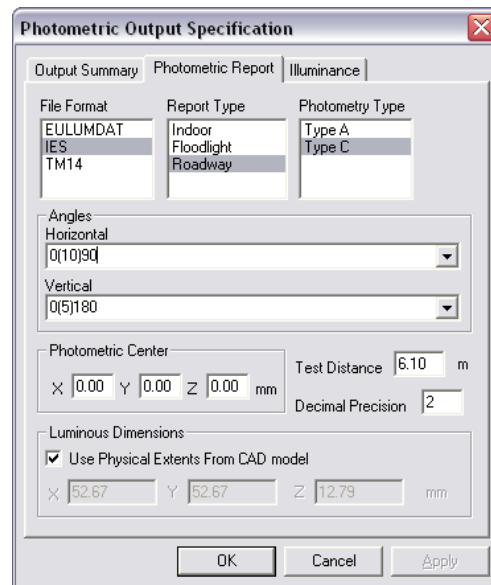 Photometric Output Specification
Output Summary Photometric Report Illuminance
File Format Report Type Photometry Type
EULUMDAT Indoor Type A
IES Floodlight Type C
TM14 Roadway
Angles
Horizontal
0(10)90
Vertical
0(5)180
Photometric Center
X 0.00 Y 0.00 Z 0.00 mm
Test Distance 6.10 m
Decimal Precision 2
Luminous Dimensions
Use Physical Extents From CAD model
X 52.67 Y 52.67 Z 12.79 mm
OK Cancel Apply